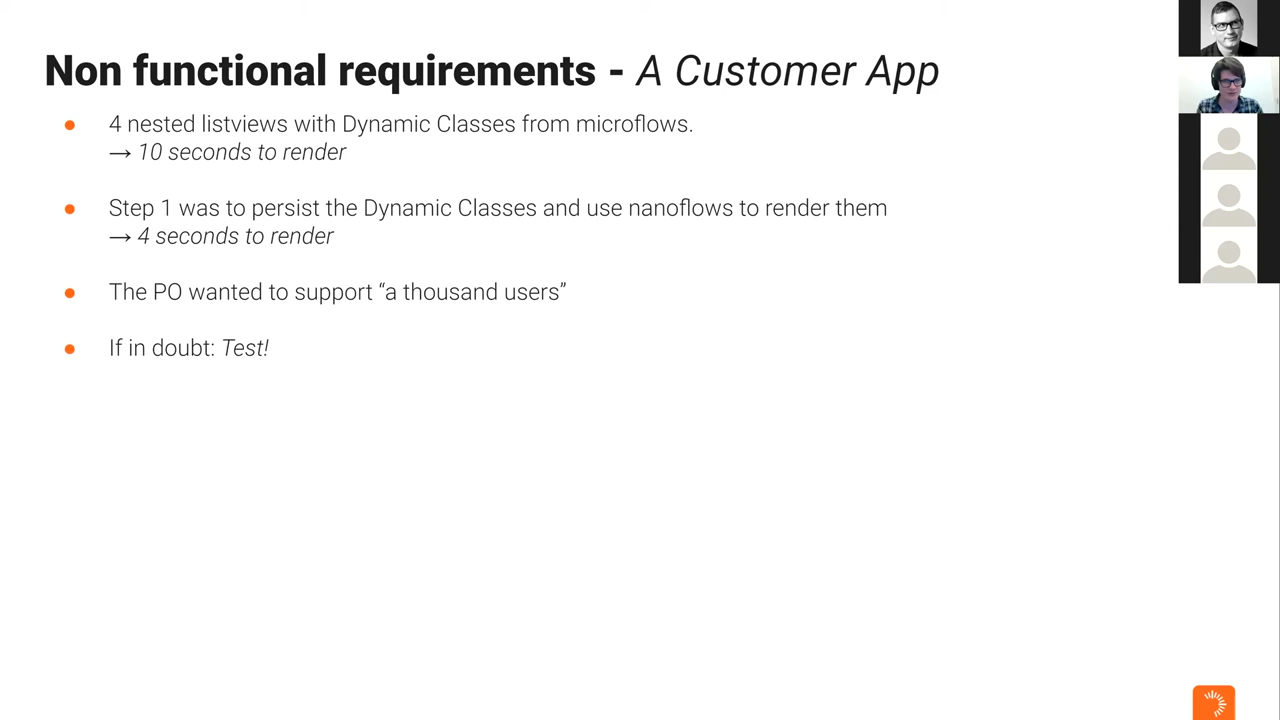 Non functional requirements - A Customer App
● 4 nested listviews with Dynamic Classes from microflows.
→ 10 seconds to render
● Step 1 was to persist the Dynamic Classes and use nanoflows to render them
→ 4 seconds to render
● The PO wanted to support “a thousand users”
● If in doubt: Test!